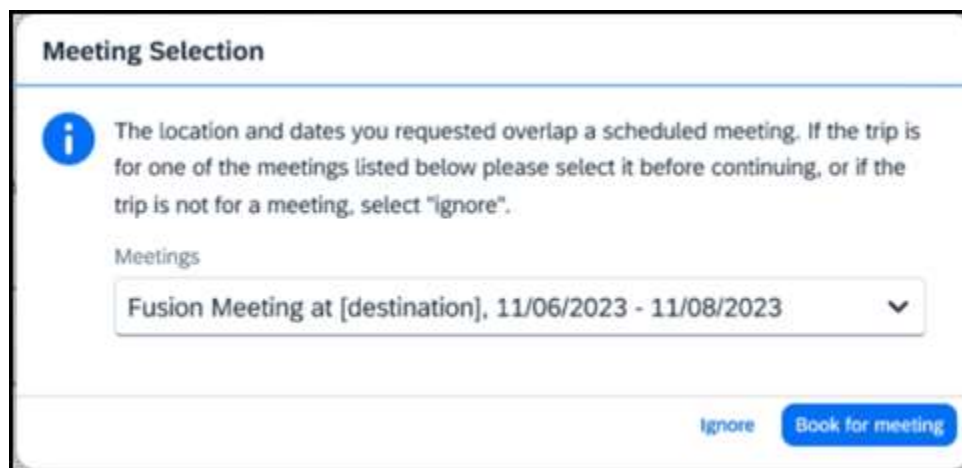 Meeting Selection
The location and dates you requested overlap a scheduled meeting. If the trip is
for one of the meetings listed below please select it before continuing, or if the
trip is not for a meeting, select "ignore".
Meetings
Fusion Meeting at [destination], 11/06/2023 - 11/08/2023
Ignore
Book for meeting